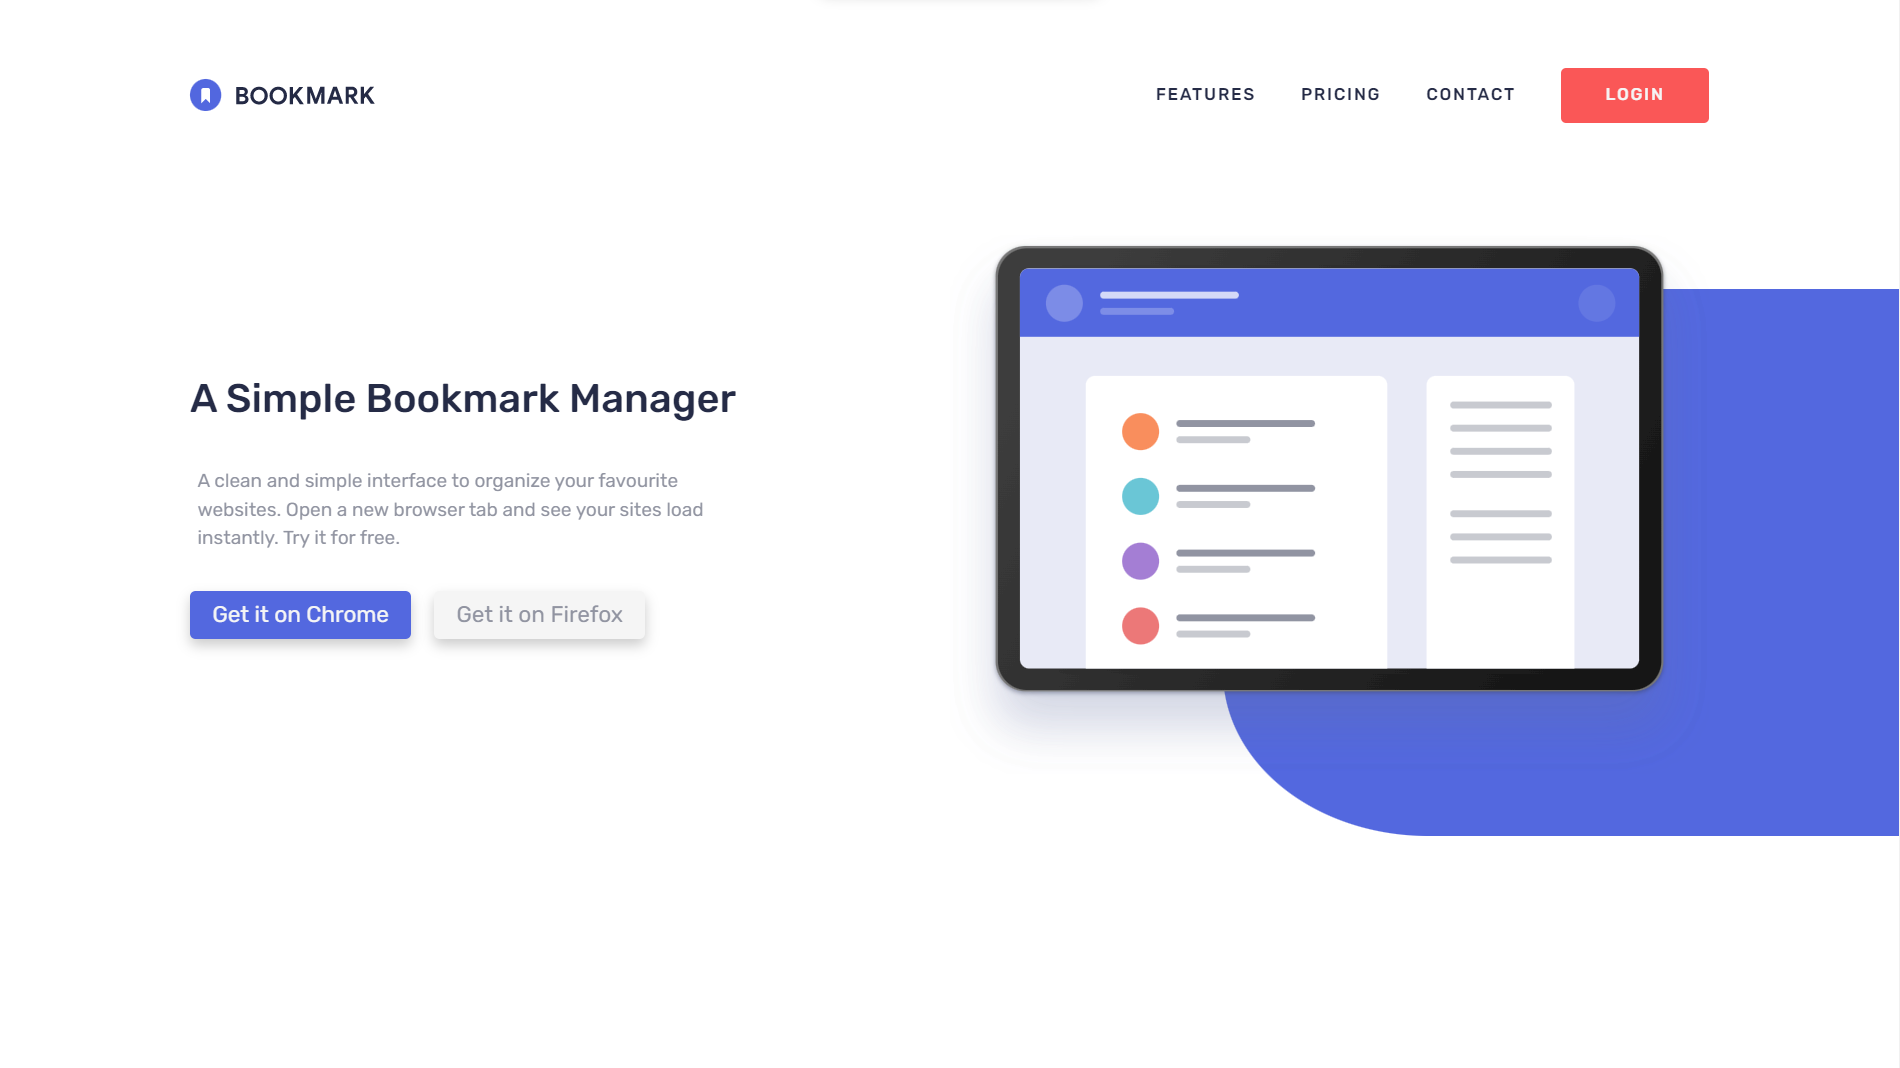 BOOKMARK
FEATURES
PRICING
CONTACT
LOGIN
A Simple Bookmark Manager
A clean and simple interface to organize your favourite
websites. Open a new browser tab and see your sites load
instantly. Try it for free.
Get it on Chrome
Get it on Firefox